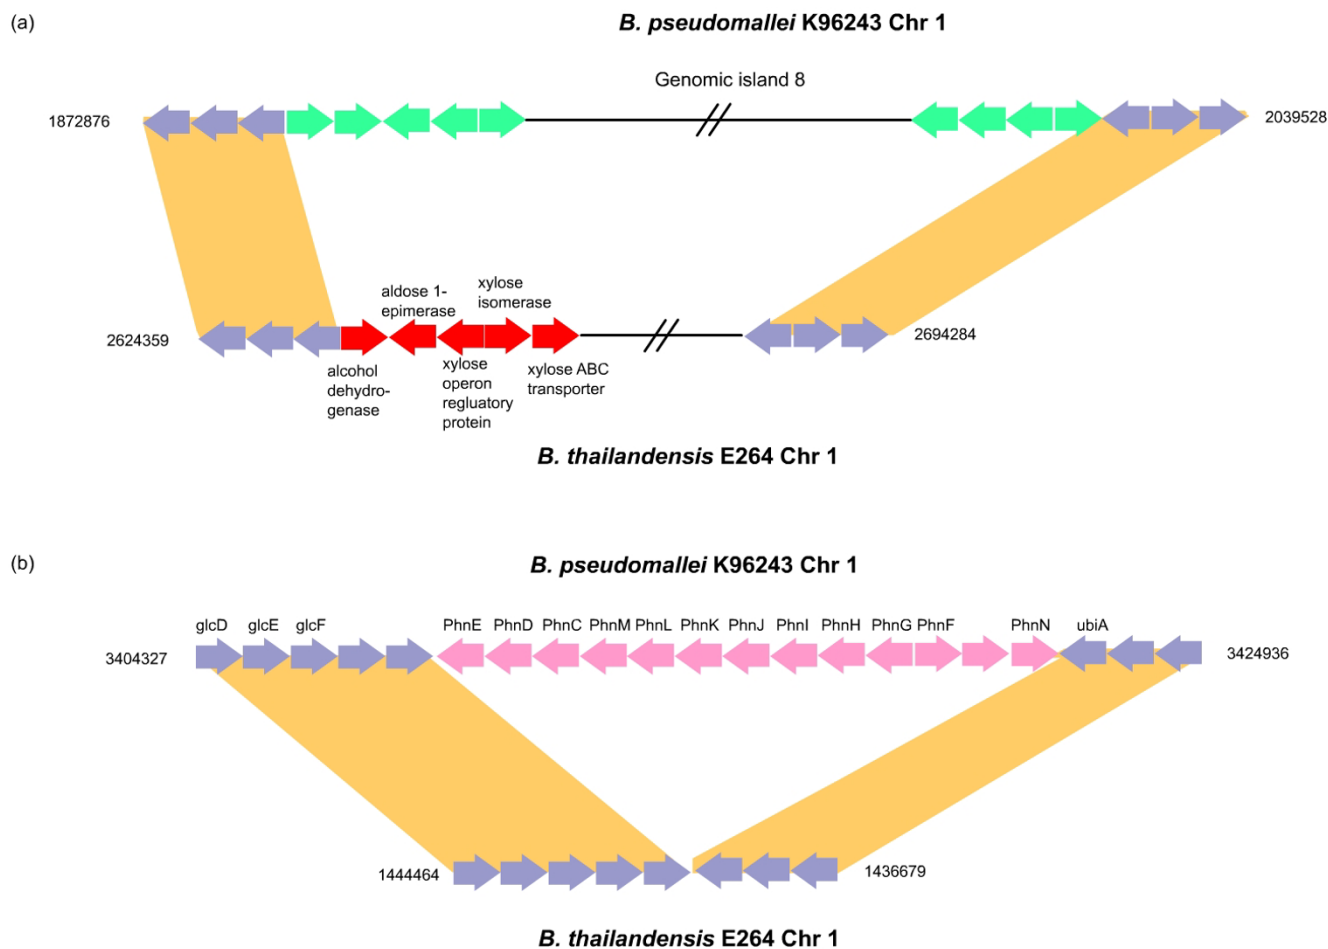 (a)
B. pseudomallei K96243 Chr 1
Genomic island 8
1872876
2039528
aldose 1-
epimerase
xylose
isomerase
2624359
2694284
alcohol
dehydro-
genase
xylose
operon
regluatory
protein
xylose ABC
transporter
B. thailandensis E264 Chr 1
(b)
B. pseudomallei K96243 Chr 1
glcD glcE glcF PhnE PhnD PhnC PhnM PhnL PhnK PhnJ PhnI PhnH PhnG PhnF PhnN ubiA
3404327
3424936
1444464
1436679
B. thailandensis E264 Chr 1